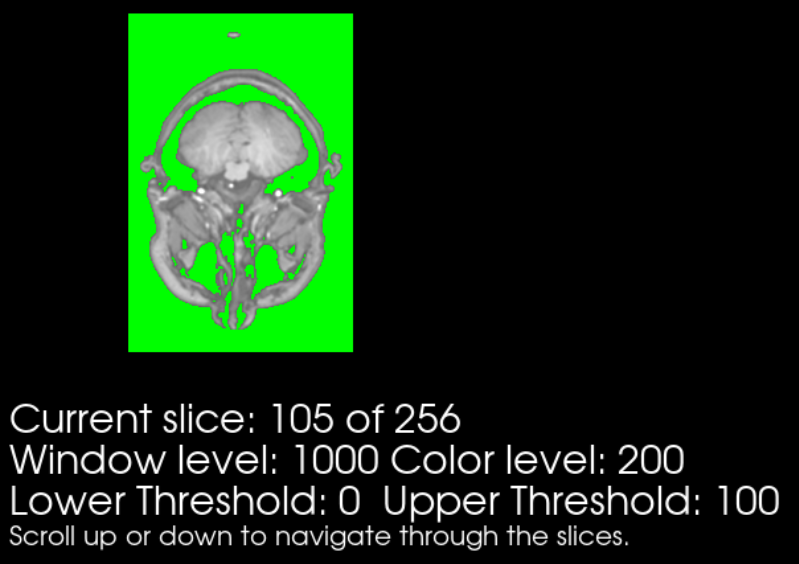 Current slice: 105 of 256
Window level: 1000 Color level: 200
Lower Threshold: 0  Upper Threshold: 100
Scroll up or down to navigate through the slices.